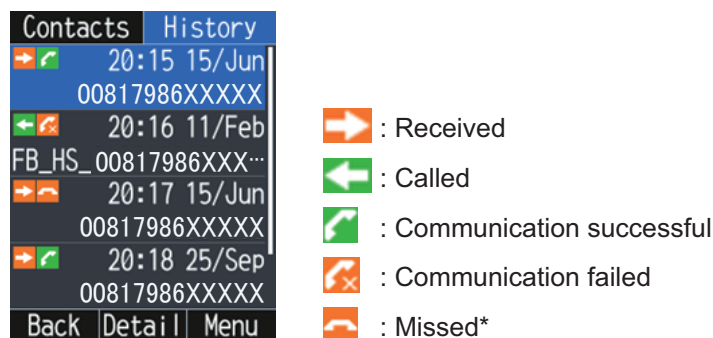 Contacts History
20:15 15/Jun
00817986XXXXX
20:16 11/Feb
FB_HS_00817986XXX…
20:17 15/Jun
00817986XXXXX
20:18 25/Sep
00817986XXXXX
Back Detail Menu
: Received
: Called
: Communication successful
: Communication failed
: Missed*